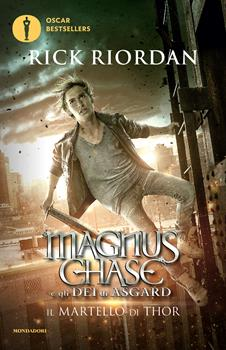 OSCAR
BESTSELLERS
RICK RIORDAN
MAGNUS
CHASE
e gli DEI di ASGARD
IL MARTELLO DI THOR
MONDADORI